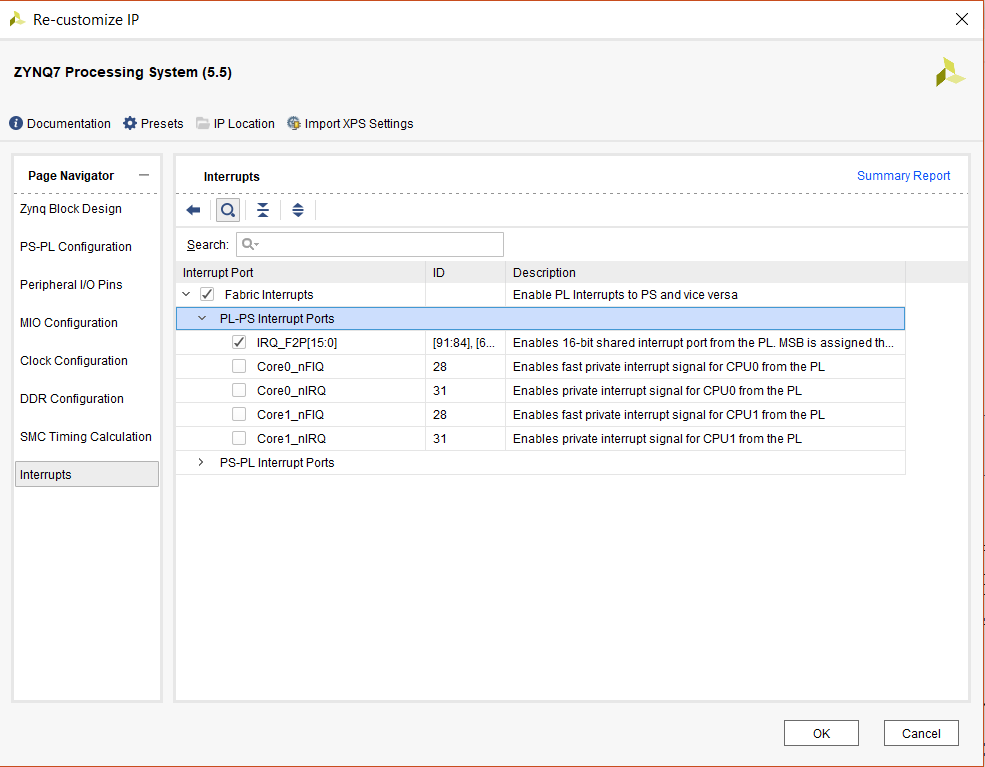 Re-customize IP
ZYNQ7 Processing System (5.5)
Documentation Presets IP Location Import XPS Settings
Page Navigator
Zynq Block Design
PS-PL Configuration
Peripheral I/O Pins
MIO Configuration
Clock Configuration
DDR Configuration
SMC Timing Calculation
Interrupts
Interrupts Summary Report
Search:
Interrupt Port ID Description
Fabric Interrupts Enable PL Interrupts to PS and vice versa
PL-PS Interrupt Ports
IRQ_F2P[15:0] [91:84], [6... Enables 16-bit shared interrupt port from the PL. MSB is assigned th...
Core0_nFIQ 28 Enables fast private interrupt signal for CPU0 from the PL
Core0_nIRQ 31 Enables private interrupt signal for CPU0 from the PL
Core1_nFIQ 28 Enables fast private interrupt signal for CPU1 from the PL
Core1_nIRQ 31 Enables private interrupt signal for CPU1 from the PL
PS-PL Interrupt Ports
OK Cancel